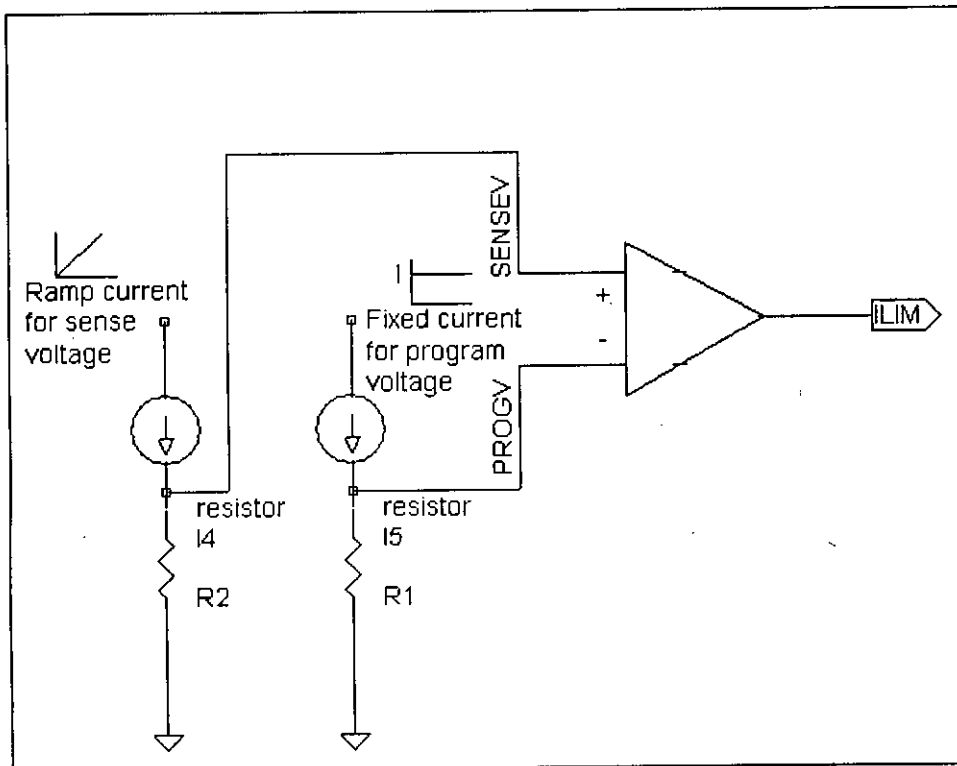 SENSEV
1
Ramp current
for sense
voltage
Fixed current
for program
voltage
+
-
ILIM
PROGV
resistor
I4
R2
resistor
I5
R1